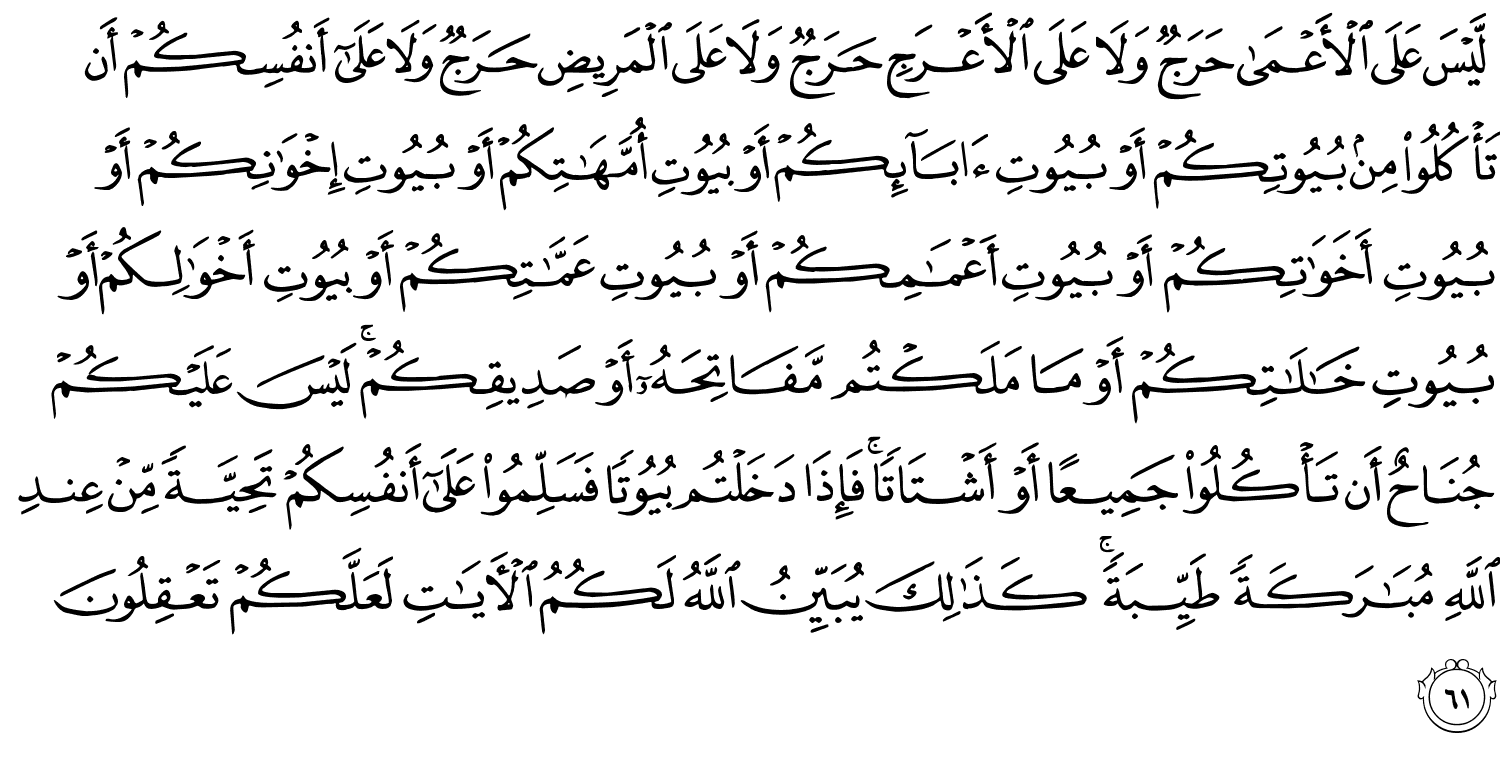 لَّيۡسَ عَلَى ٱلۡأَعۡمَىٰ حَرَجٞ وَلَا عَلَى ٱلۡأَعۡرَجِ حَرَجٞ وَلَا عَلَى ٱلۡمَرِيضِ حَرَجٞ وَلَا عَلَىٰٓ أَنفُسِكُمۡ أَن
تَأۡكُلُواْ مِنۢ بُيُوتِكُمۡ أَوۡ بُيُوتِ ءَابَآئِكُمۡ أَوۡ بُيُوتِ أُمَّهَٰتِكُمۡ أَوۡ بُيُوتِ إِخۡوَٰنِكُمۡ أَوۡ
بُيُوتِ أَخَوَٰتِكُمۡ أَوۡ بُيُوتِ أَعۡمَٰمِكُمۡ أَوۡ بُيُوتِ عَمَّٰتِكُمۡ أَوۡ بُيُوتِ أَخۡوَٰلِكُمۡ أَوۡ
بُيُوتِ خَٰلَٰتِكُمۡ أَوۡ مَا مَلَكۡتُم مَّفَاتِحَهُۥٓ أَوۡ صَدِيقِكُمۡۚ لَيۡسَ عَلَيۡكُمۡ
جُنَاحٌ أَن تَأۡكُلُواْ جَمِيعًا أَوۡ أَشۡتَاتٗاۚ فَإِذَا دَخَلۡتُم بُيُوتٗا فَسَلِّمُواْ عَلَىٰٓ أَنفُسِكُمۡ تَحِيَّةٗ مِّنۡ عِندِ
ٱللَّهِ مُبَٰرَكَةٗ طَيِّبَةٗۚ كَذَٰلِكَ يُبَيِّنُ ٱللَّهُ لَكُمُ ٱلۡأٓيَٰتِ لَعَلَّكُمۡ تَعۡقِلُونَ
٦١